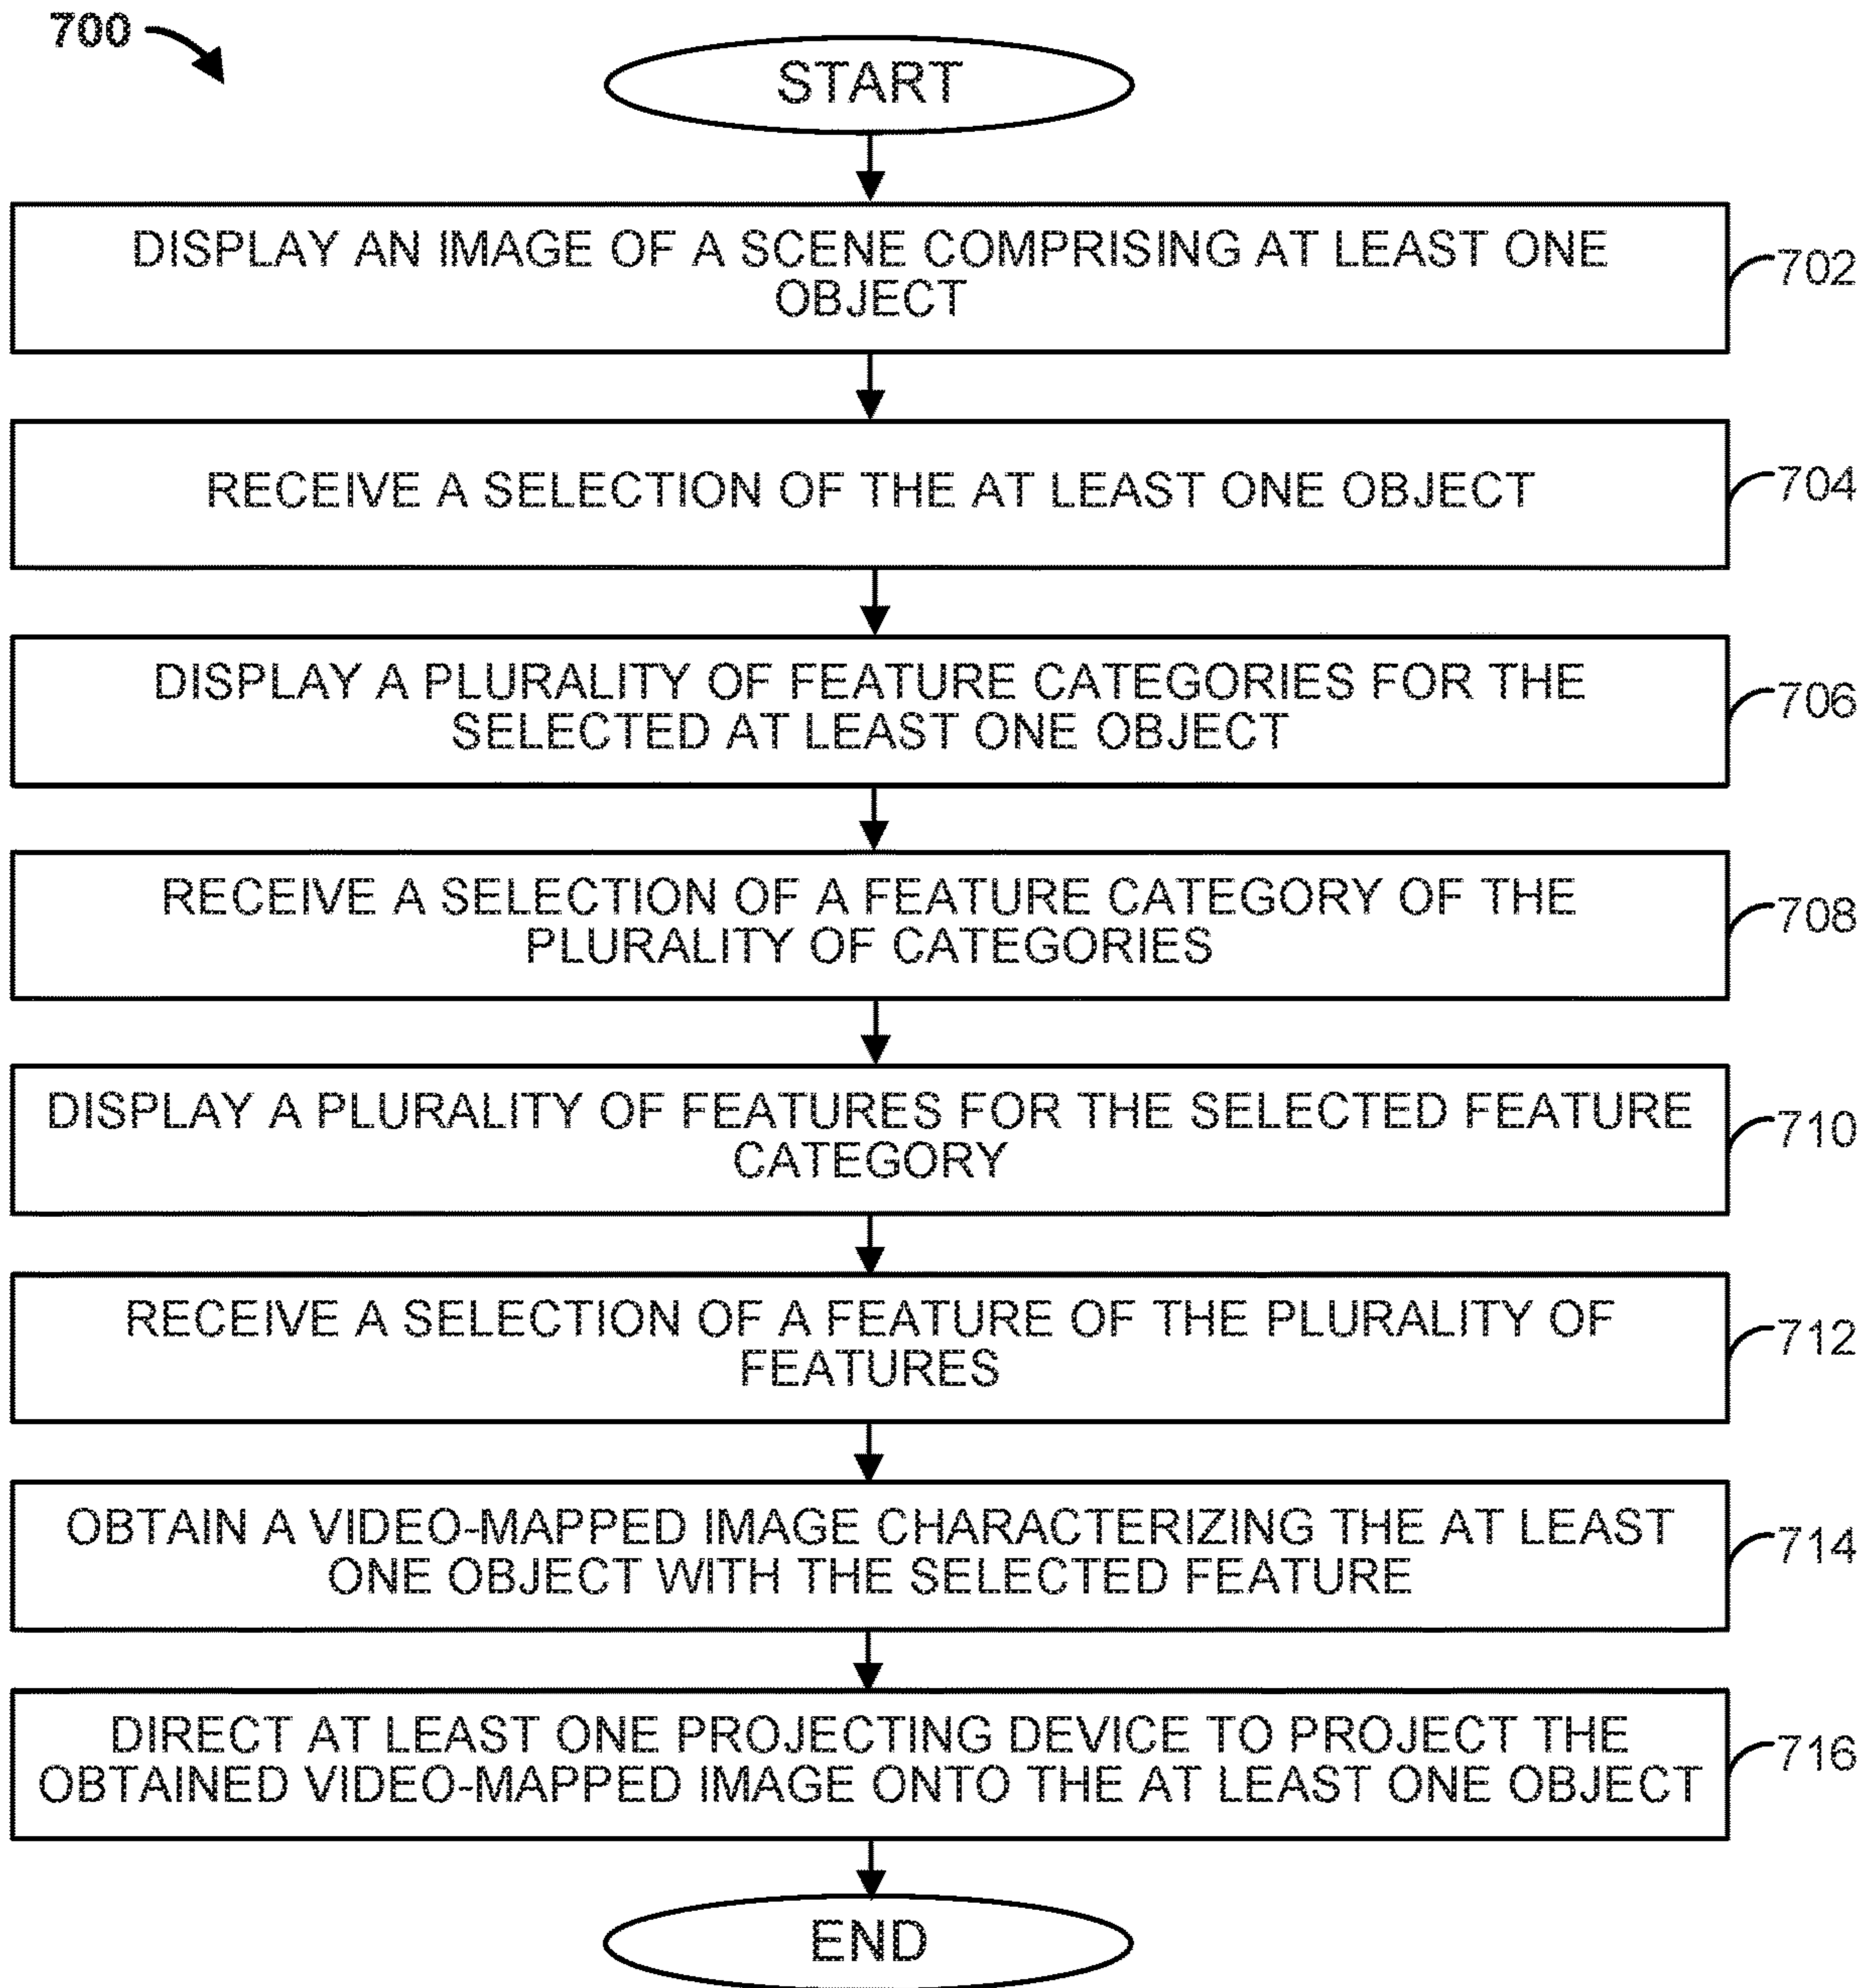 700
START
DISPLAY AN IMAGE OF A SCENE COMPRISING AT LEAST ONE
OBJECT
702
RECEIVE A SELECTION OF THE AT LEAST ONE OBJECT
704
DISPLAY A PLURALITY OF FEATURE CATEGORIES FOR THE
SELECTED AT LEAST ONE OBJECT
706
RECEIVE A SELECTION OF A FEATURE CATEGORY OF THE
PLURALITY OF CATEGORIES
708
DISPLAY A PLURALITY OF FEATURES FOR THE SELECTED FEATURE
CATEGORY
710
RECEIVE A SELECTION OF A FEATURE OF THE PLURALITY OF
FEATURES
712
OBTAIN A VIDEO-MAPPED IMAGE CHARACTERIZING THE AT LEAST
ONE OBJECT WITH THE SELECTED FEATURE
714
DIRECT AT LEAST ONE PROJECTING DEVICE TO PROJECT THE
OBTAINED VIDEO-MAPPED IMAGE ONTO THE AT LEAST ONE OBJECT
716
END